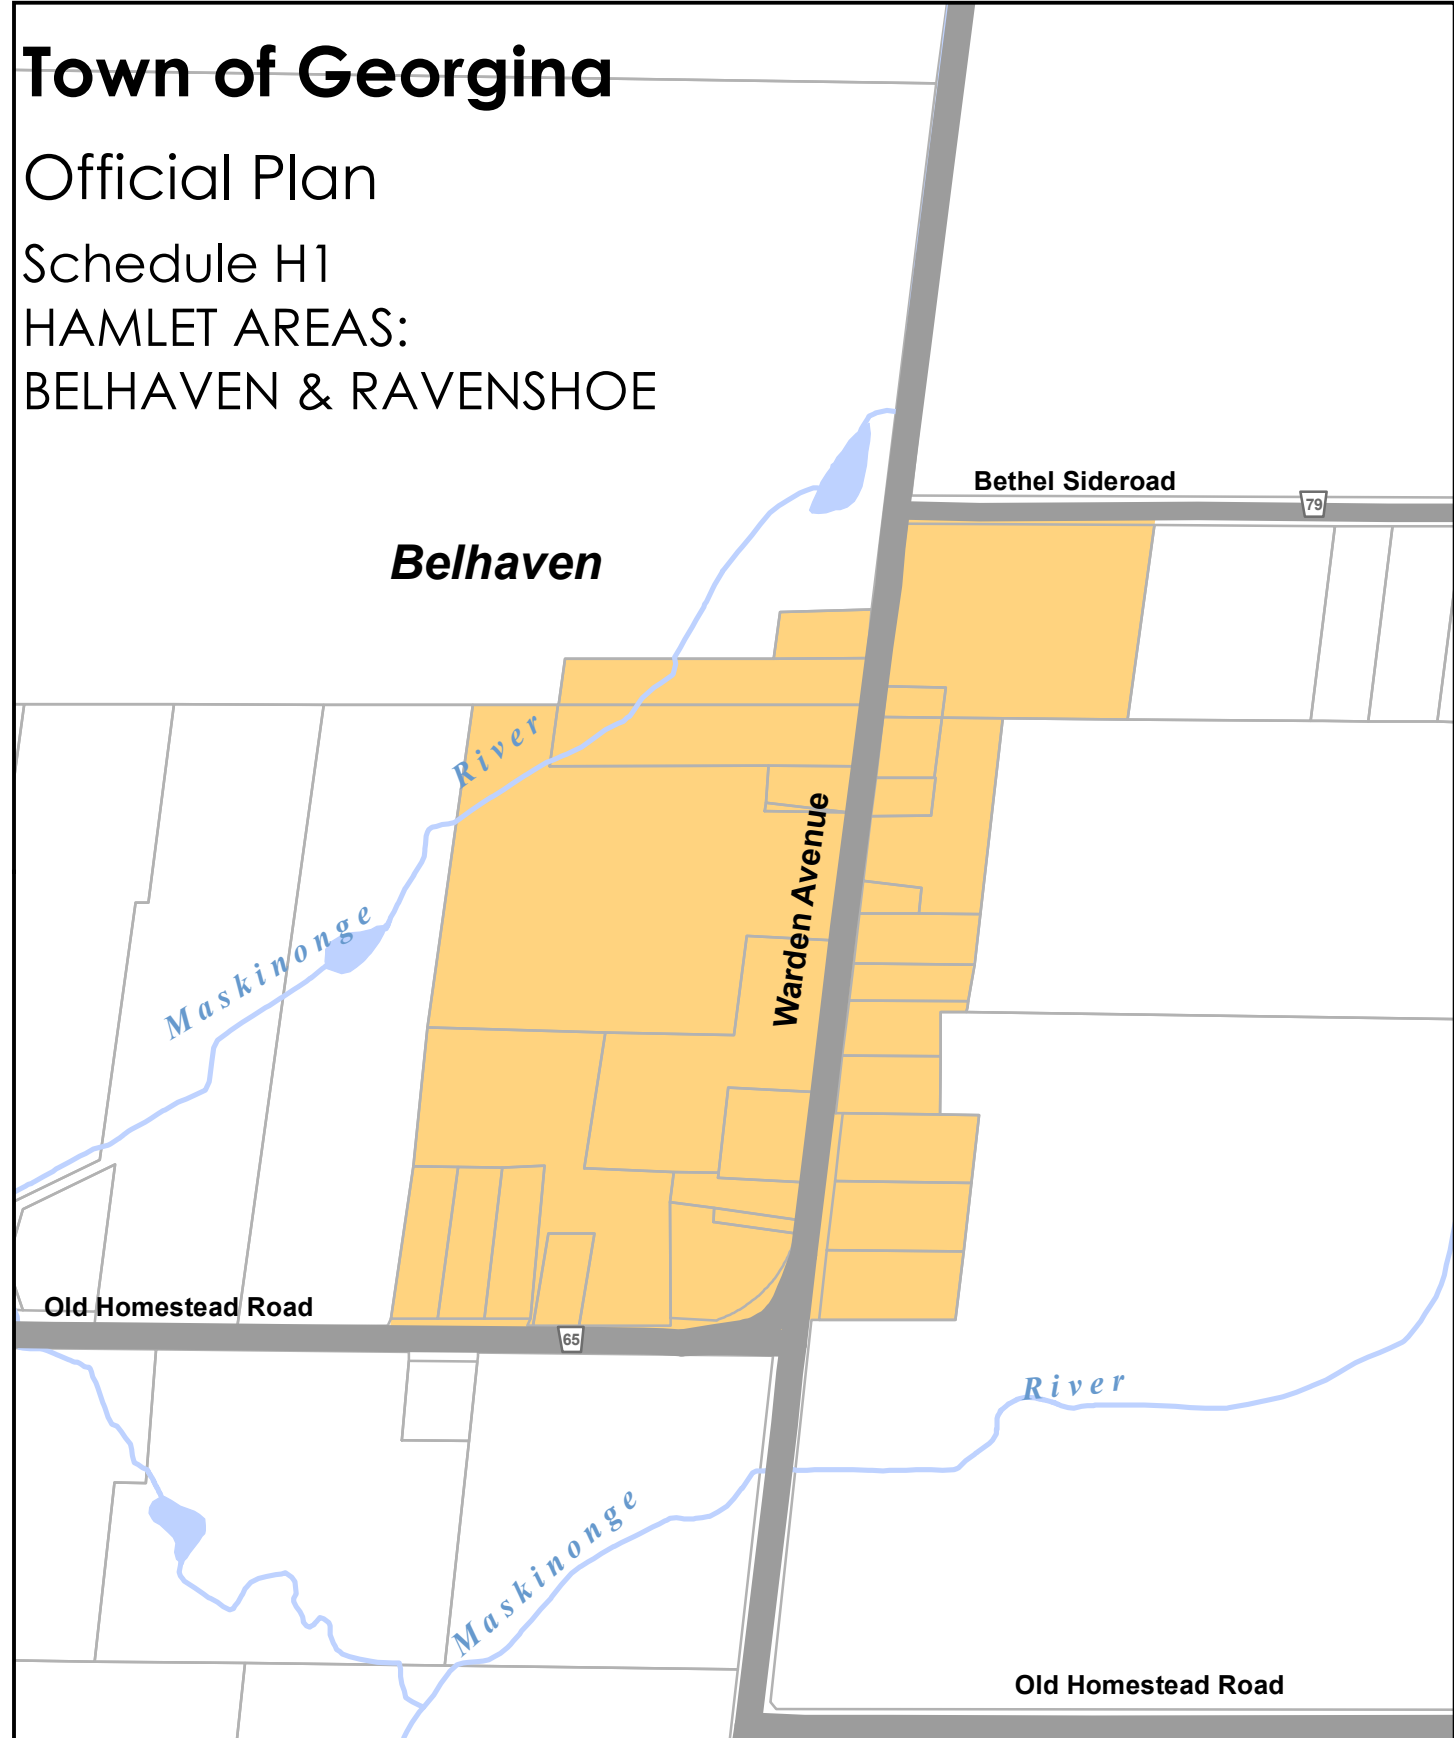 Town of Georgina
Official Plan
Schedule H1
HAMLET AREAS:
BELHAVEN & RAVENSHOE
Bethel Sideroad
79
Belhaven
River
Warden Avenue
Maskinonge
Old Homestead Road
65
River
Maskinonge
Old Homestead Road